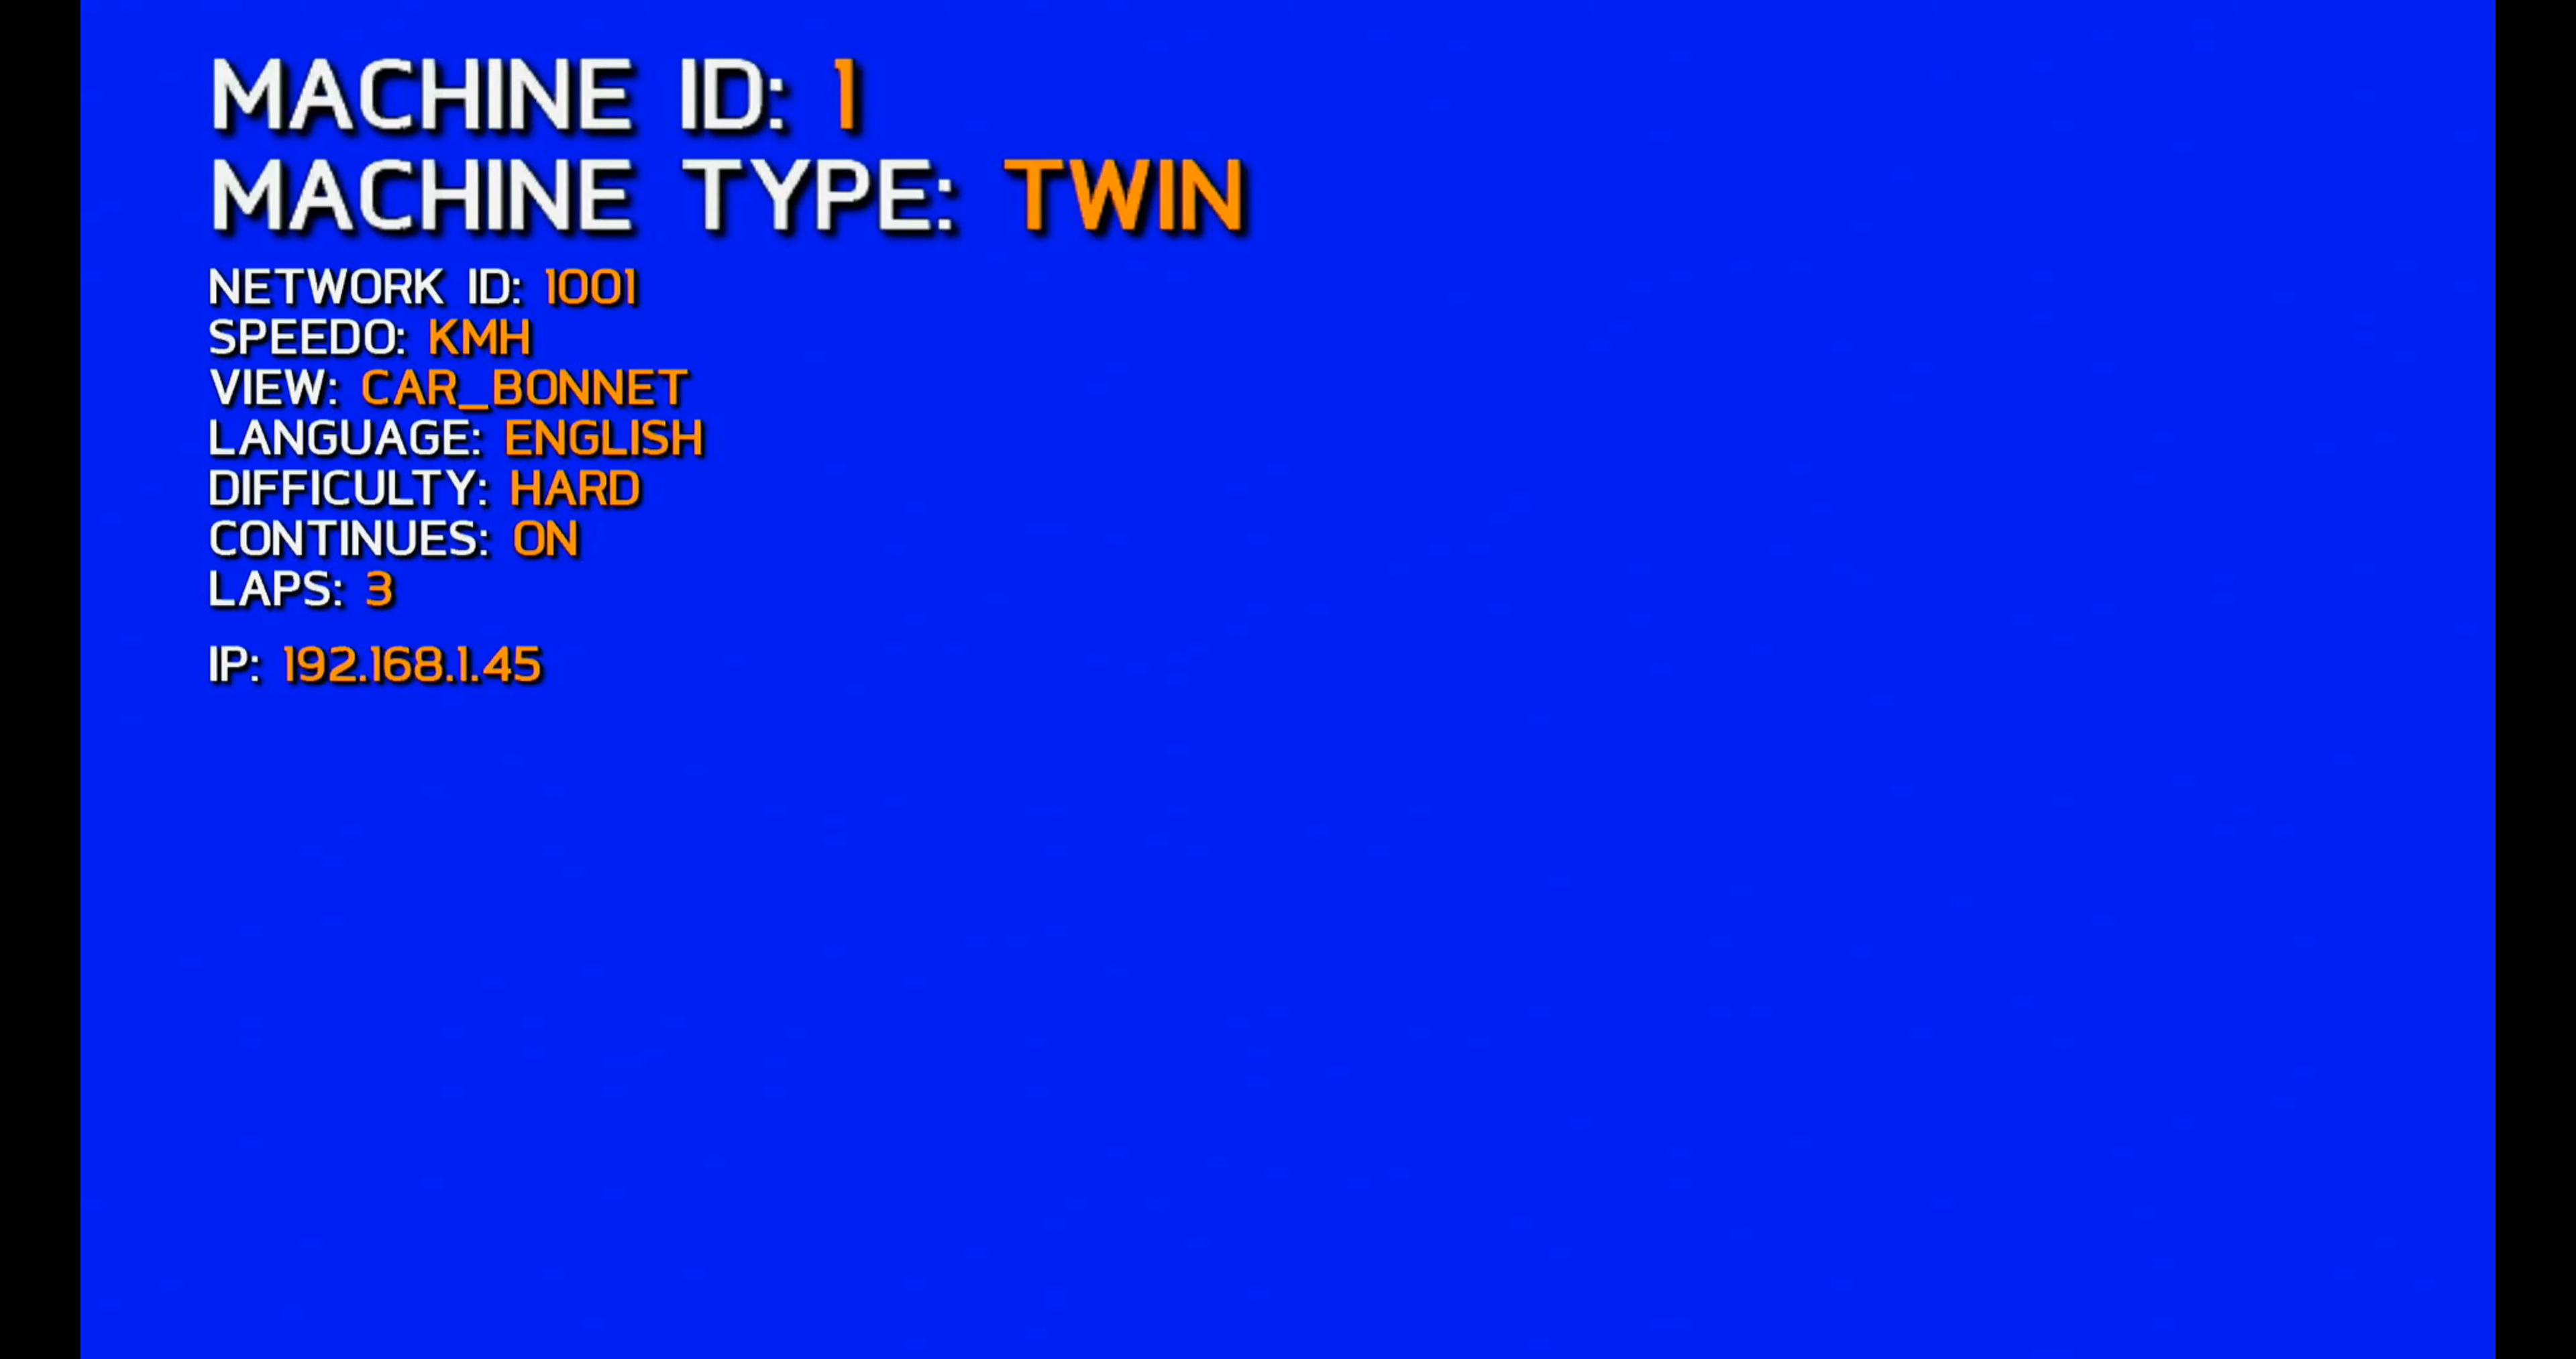 MACHINE ID: 1
MACHINE TYPE: TWIN
NETWORK ID: 1001
SPEEDO: KMH
VIEW: CAR_BONNET
LANGUAGE: ENGLISH
DIFFICULTY: HARD
CONTINUES: ON
LAPS: 3
IP: 192.168.1.45